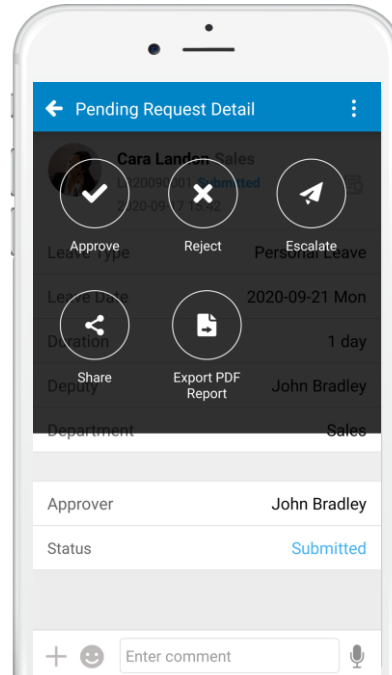 Pending Request Detail
Cara Landon Sales
Submitted
Approve Reject Escalate
Leave Type Personal Leave
Leave Date 2020-09-21 Mon
Duration 1 day
Share Export PDF
Report
Deputy John Bradley
Department Sales
Approver John Bradley
Status Submitted
Enter comment